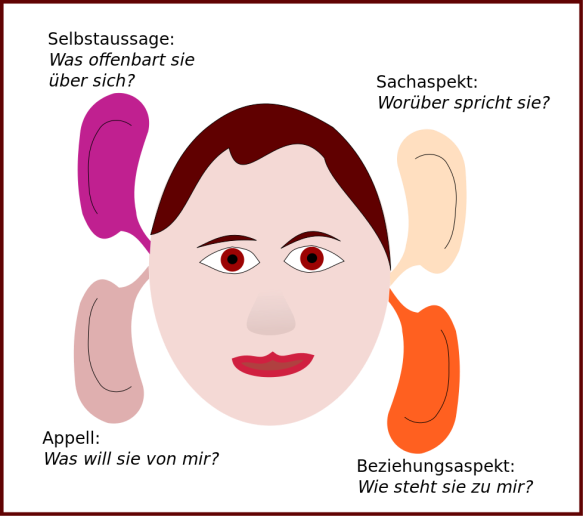 Selbstaussage:
Was offenbart sie
über sich?
Sachaspekt:
Worüber spricht sie?
Appell:
Was will sie von mir?
Beziehungsaspekt:
Wie steht sie zu mir?